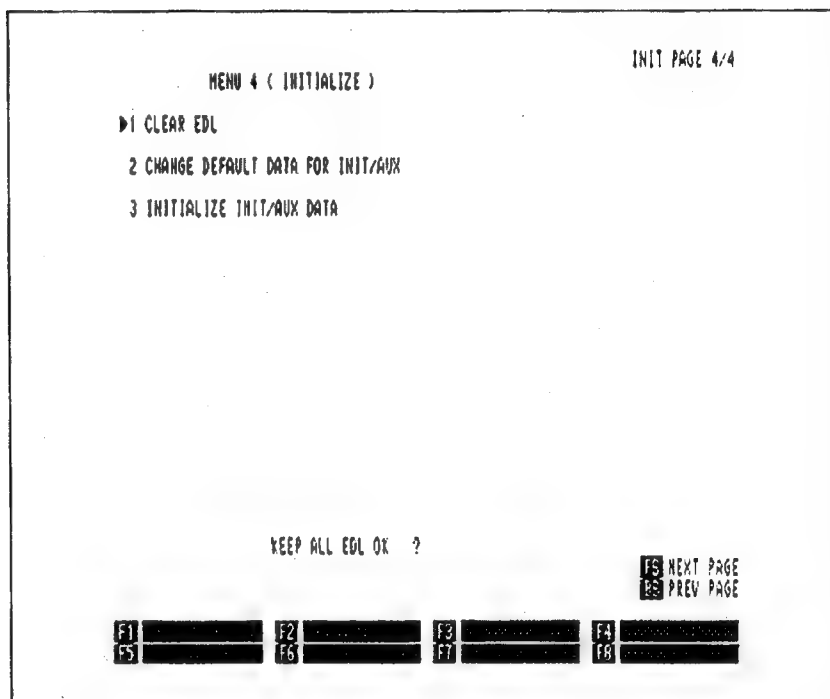 INIT PAGE 4/4
MENU 4 ( INITIALIZE )
▶1 CLEAR EDL
2 CHANGE DEFAULT DATA FOR INIT/AUX
3 INITIALIZE INIT/AUX DATA
KEEP ALL EDL OK ?
FS NEXT PAGE
RS PREV PAGE
F1 F2 F3 F4
F5 F6 F7 F8